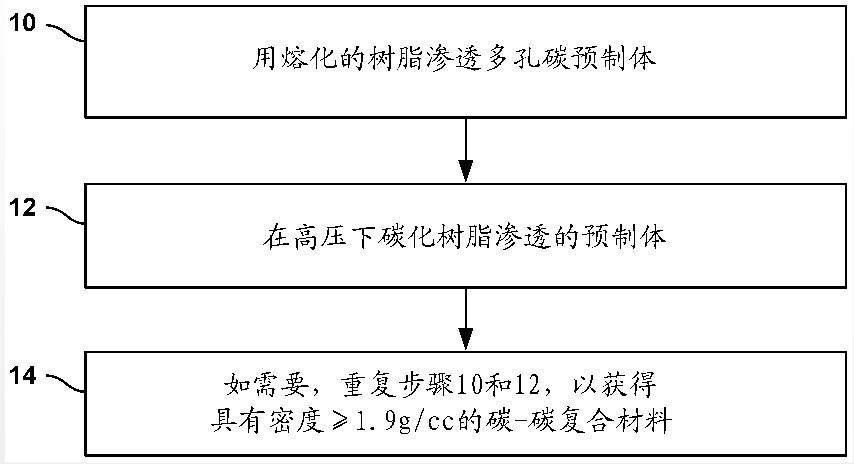 10
用熔化的树脂渗透多孔碳预制体
12
在高压下碳化树脂渗透的预制体
14
如需要，重复步骤10和12，以获得
具有密度≥1.9g/cc的碳-碳复合材料